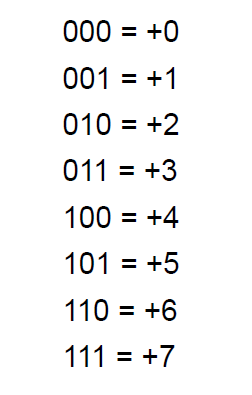 000 = +0
001 = +1
010 = +2
011 = +3
100 = +4
101 = +5
110 = +6
111 = +7